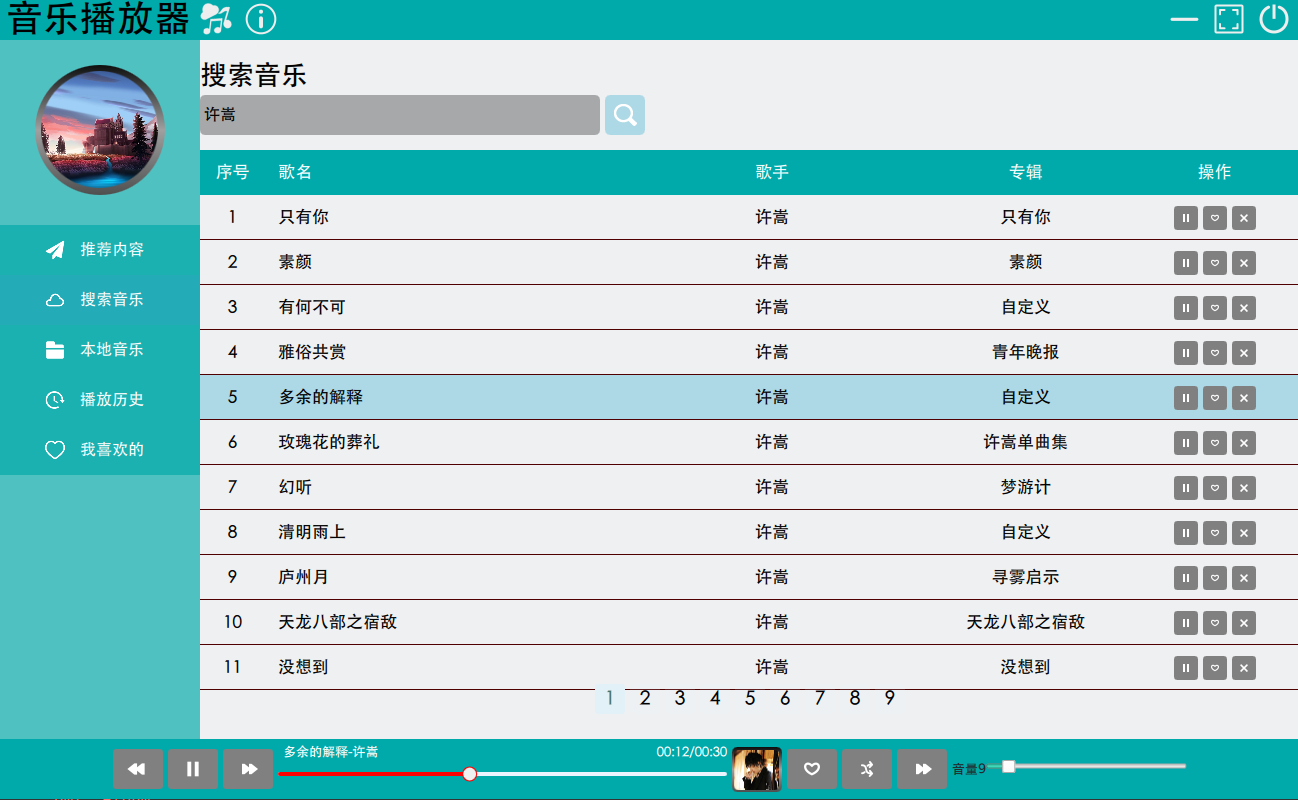 音乐播放器
搜索音乐
许嵩
推荐内容
搜索音乐
本地音乐
播放历史
我喜欢的
序号 歌名 歌手 专辑 操作
1 只有你 许嵩 只有你
2 素颜 许嵩 素颜
3 有何不可 许嵩 自定义
4 雅俗共赏 许嵩 青年晚报
5 多余的解释 许嵩 自定义
6 玫瑰花的葬礼 许嵩 许嵩单曲集
7 幻听 许嵩 梦游计
8 清明雨上 许嵩 自定义
9 庐州月 许嵩 寻雾启示
10 天龙八部之宿敌 许嵩 天龙八部之宿敌
11 没想到 许嵩 没想到
1 2 3 4 5 6 7 8 9
多余的解释-许嵩 00:12/00:30
音量9